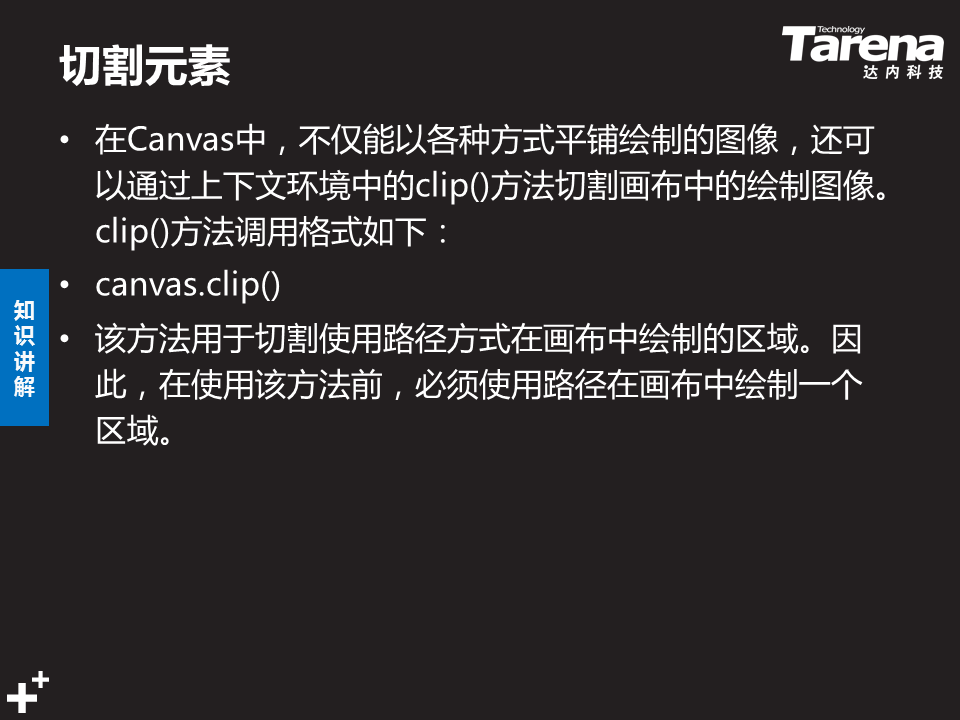 切割元素
Technology
Tarena
达内科技
• 在Canvas中，不仅能以各种方式平铺绘制的图像，还可
以通过上下文环境中的clip()方法切割画布中的绘制图像。
clip()方法调用格式如下：
• canvas.clip()
• 该方法用于切割使用路径方式在画布中绘制的区域。因
此，在使用该方法前，必须使用路径在画布中绘制一个
区域。
知
识
讲
解